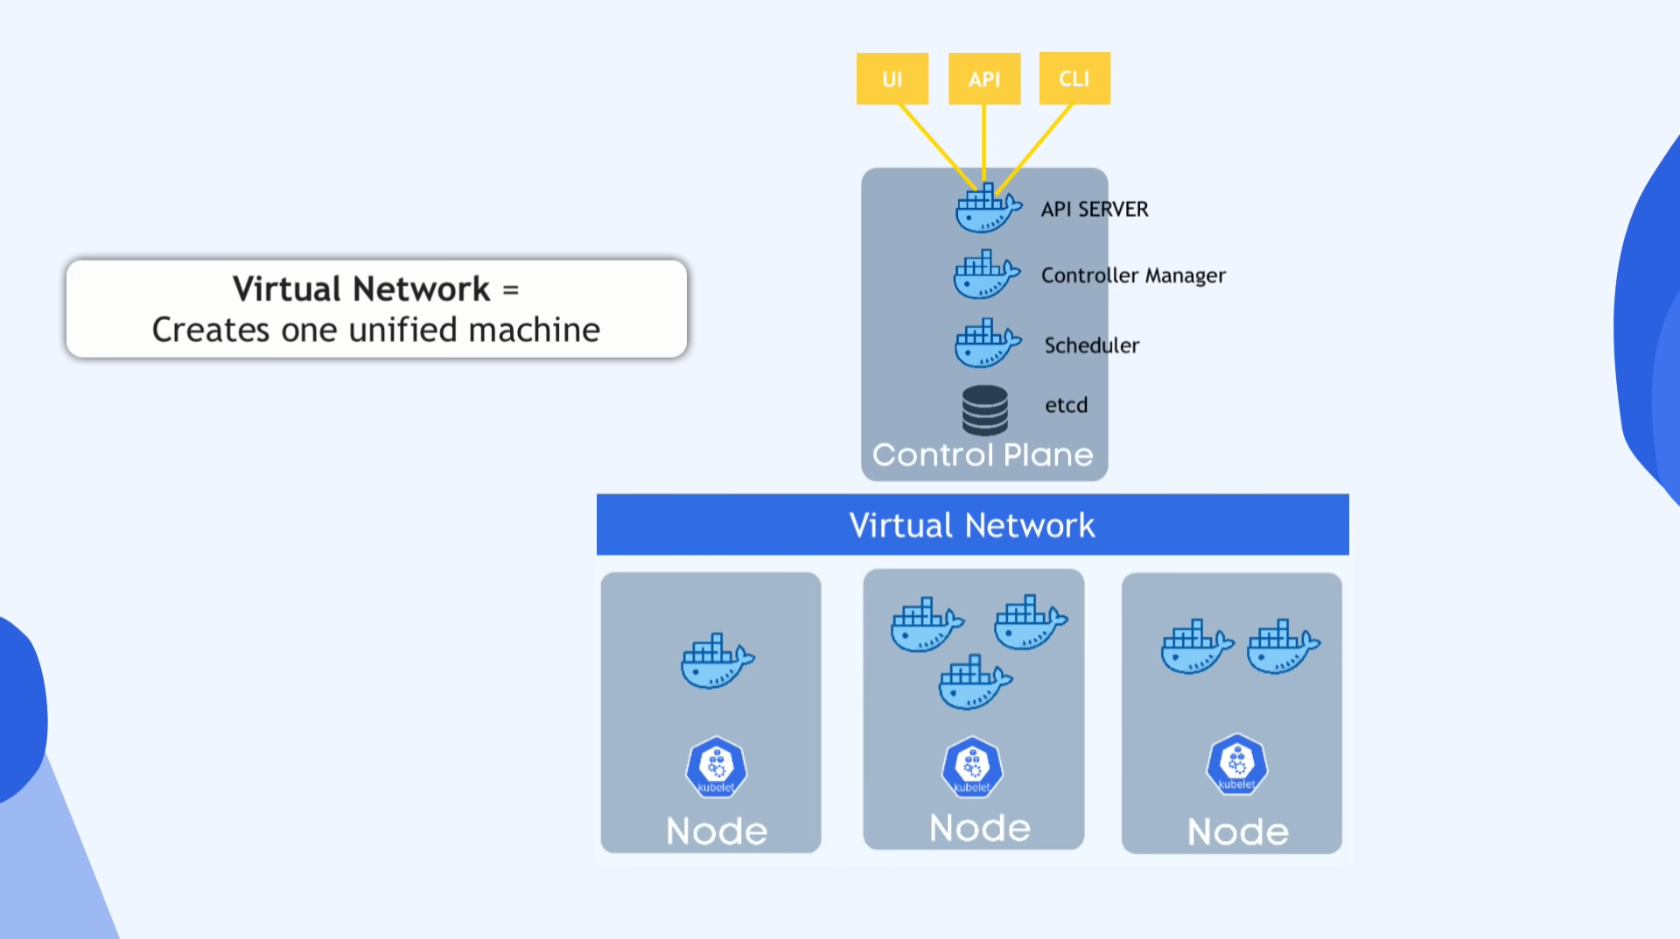 UI
API
CLI
API SERVER
Controller Manager
Scheduler
etcd
Control Plane
Virtual Network =
Creates one unified machine
Virtual Network
kubelet
Node
kubelet
Node
kubelet
Node